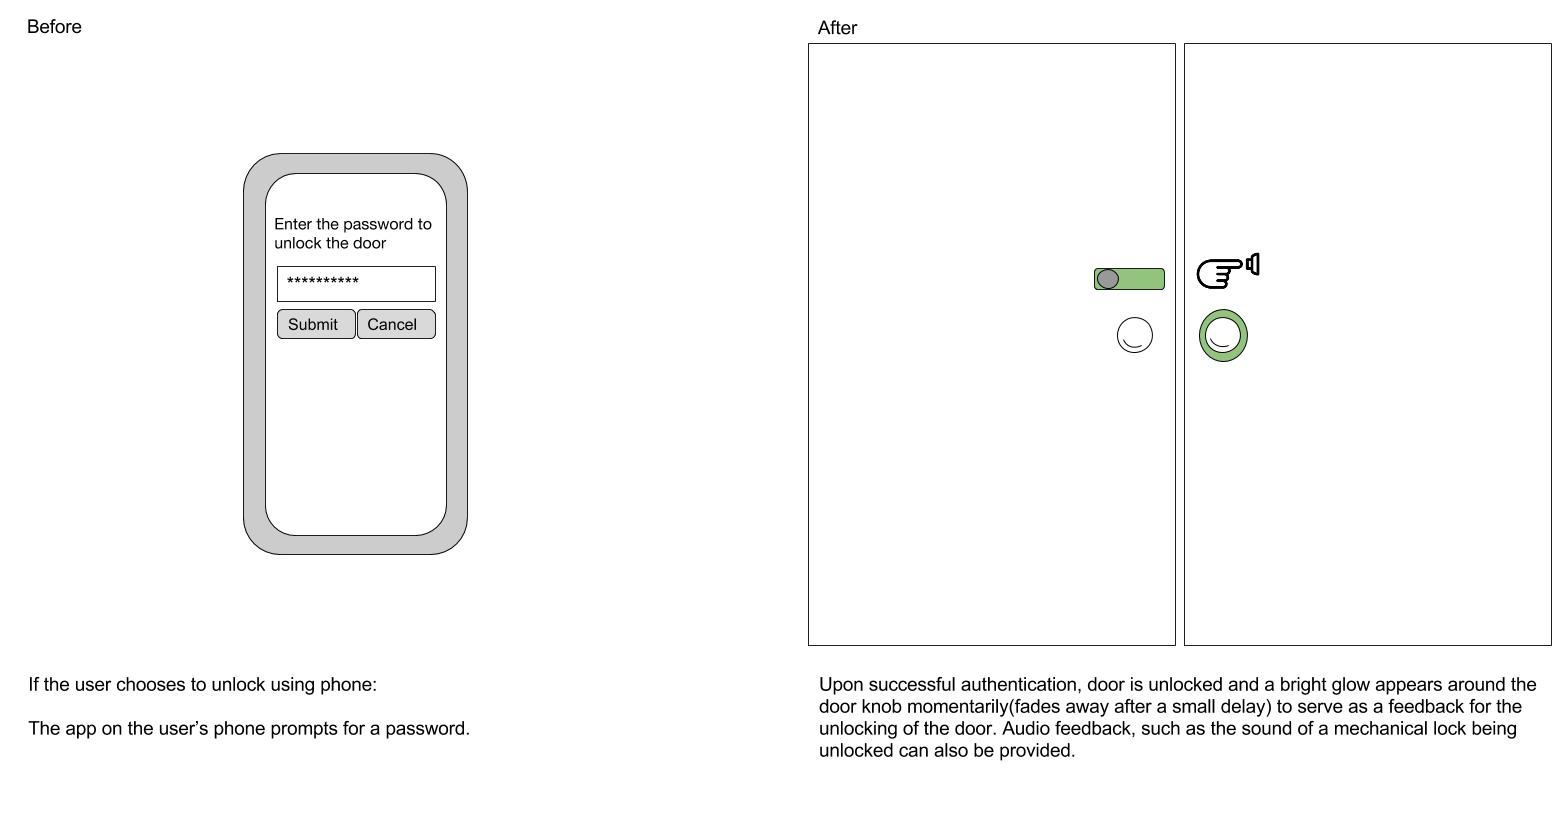 Before
Enter the password to
unlock the door
**********
Submit
Cancel
If the user chooses to unlock using phone:
The app on the user’s phone prompts for a password.
After
Upon successful authentication, door is unlocked and a bright glow appears around the
door knob momentarily(fades away after a small delay) to serve as a feedback for the
unlocking of the door. Audio feedback, such as the sound of a mechanical lock being
unlocked can also be provided.